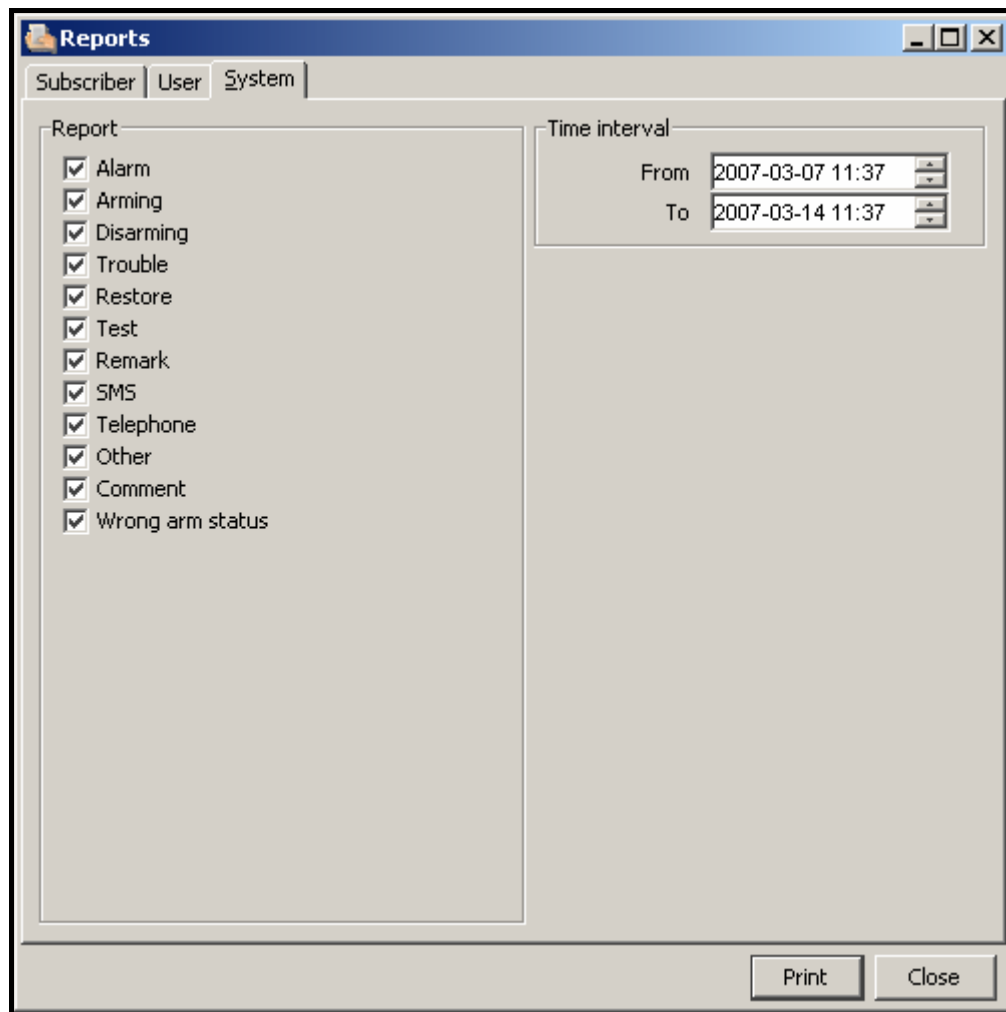 Reports
Subscriber User System
Report
Alarm
Arming
Disarming
Trouble
Restore
Test
Remark
SMS
Telephone
Other
Comment
Wrong arm status
Time interval
From 2007-03-07 11:37
To 2007-03-14 11:37
Print Close